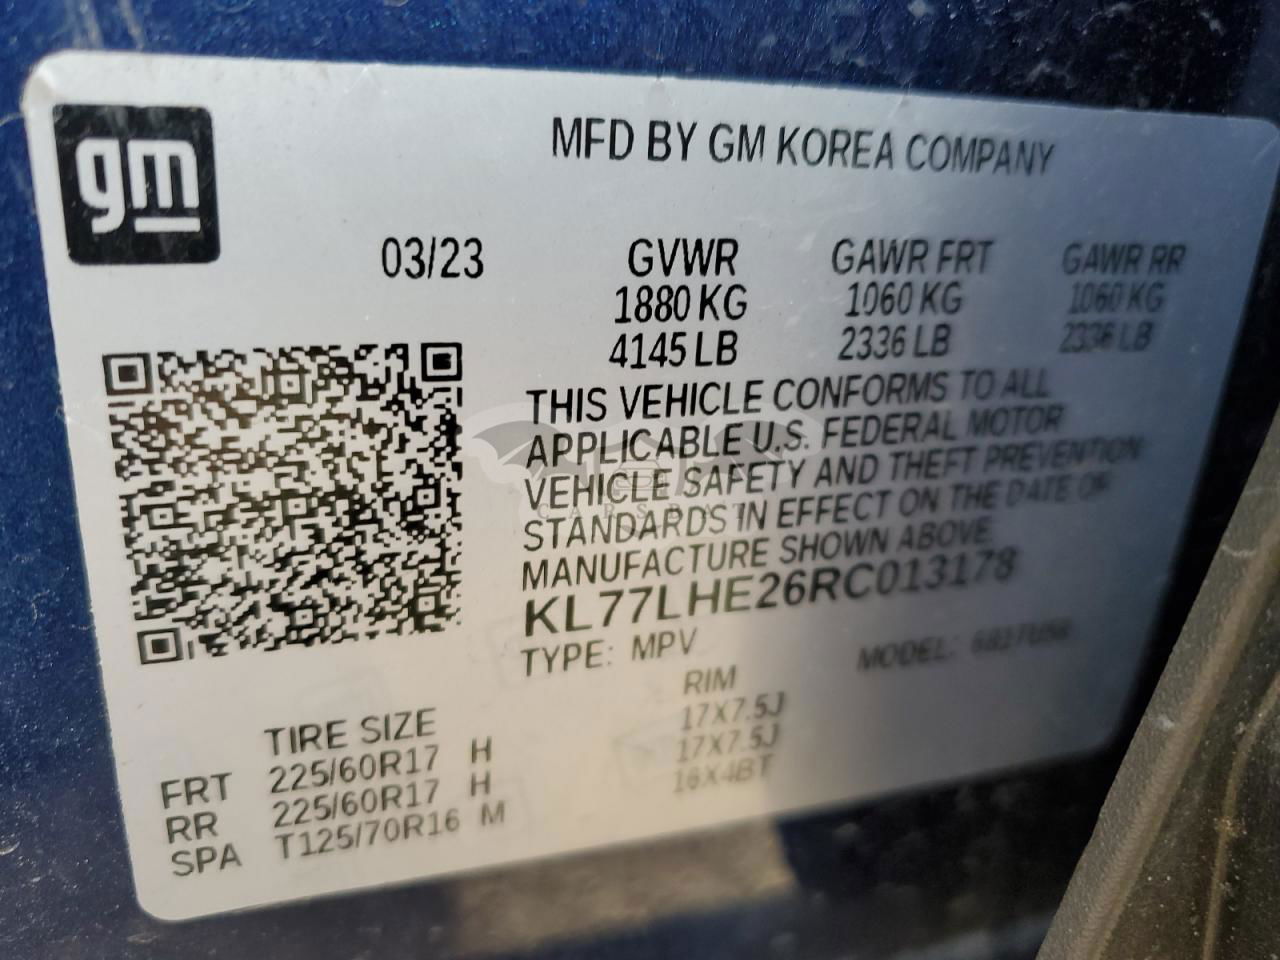 gm
MFD BY GM KOREA COMPANY
03/23
GVWR GAWR FRT GAWR RR
1880 KG 1060 KG 1060 KG
4145 LB 2336 LB 2336 LB
THIS VEHICLE CONFORMS TO ALL
APPLICABLE U.S. FEDERAL MOTOR
VEHICLE SAFETY AND THEFT PREVENTION
STANDARDS IN EFFECT ON THE DATE OF
MANUFACTURE SHOWN ABOVE
CARSBAT
KL77LHE26RC013178
TYPE: MPV MODEL:
TIRE SIZE RIM
FRT 225/60R17 H 17X7.5J
RR 225/60R17 H 17X7.5J
SPA T125/70R16 M 16X4BT